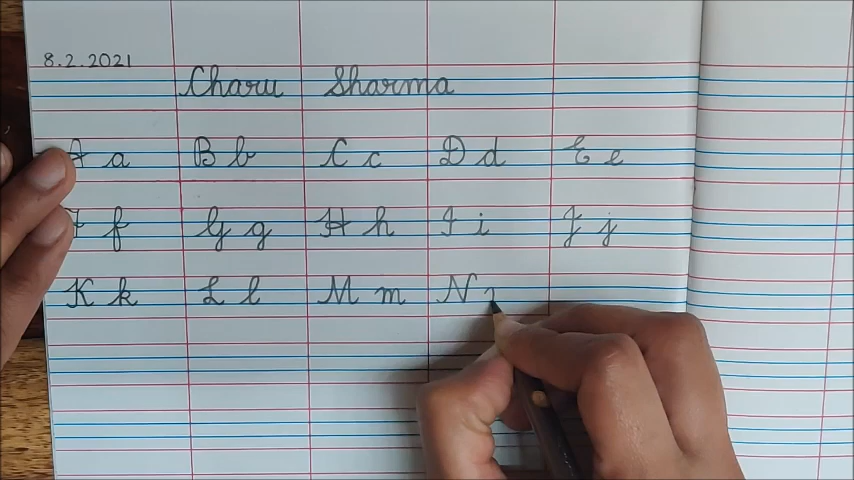 8.2.2021
Charu Sharma
A a B b C c D d E e
f G g H h I i J j
K k L l M m N